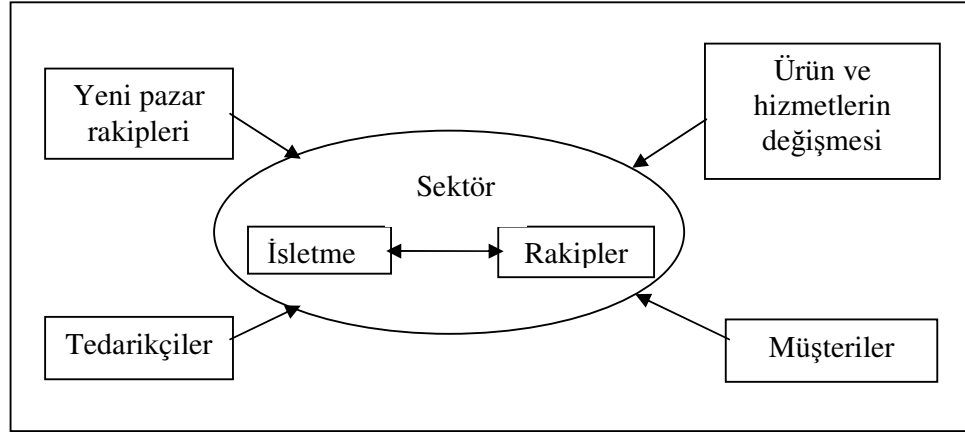 Yeni pazar
rakipleri
Ürün ve
hizmetlerin
değişmesi
Sektör
İsletme
Rakipler
Tedarikçiler
Müşteriler